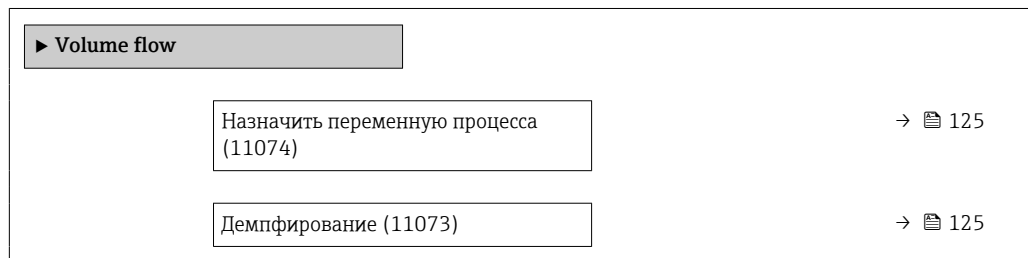 ▶ Volume flow
Назначить переменную процесса
(11074)
→ 125
Демпфирование (11073)
→ 125